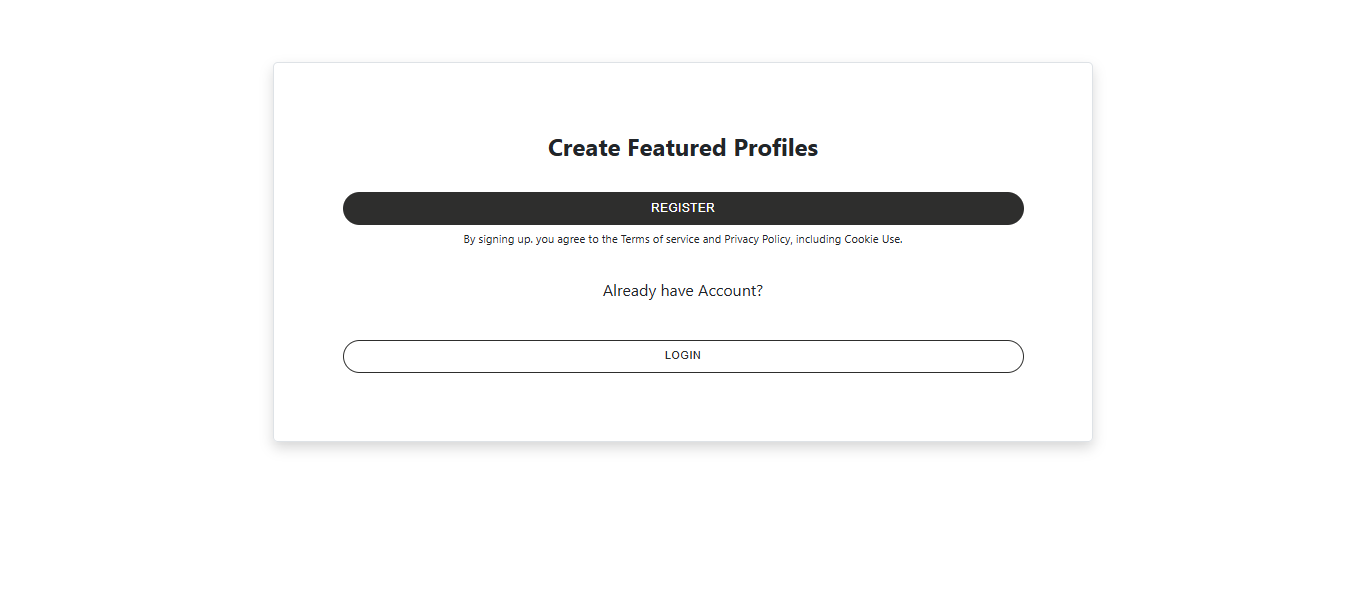 Create Featured Profiles
REGISTER
By signing up, you agree to the Terms of service and Privacy Policy, including Cookie Use.
Already have Account?
LOGIN